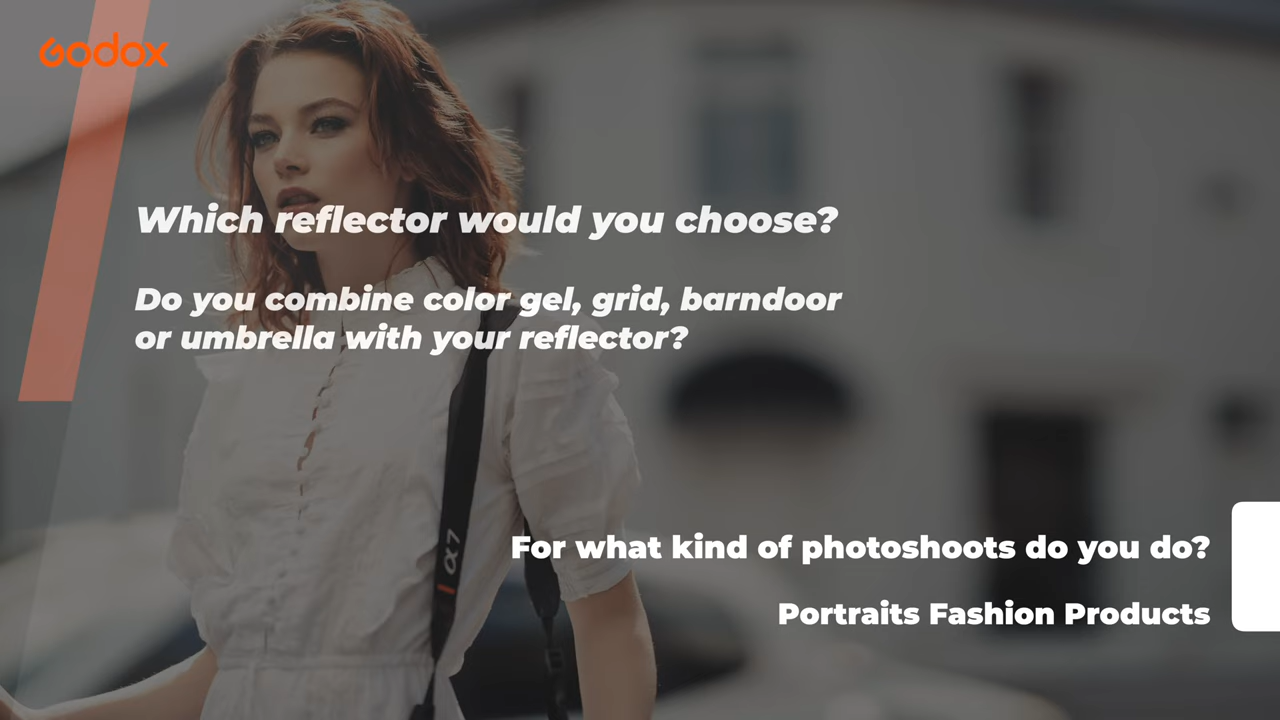 Godox
Which reflector would you choose?
Do you combine color gel, grid, barndoor
or umbrella with your reflector?
α7
For what kind of photoshoots do you do?
Portraits Fashion Products